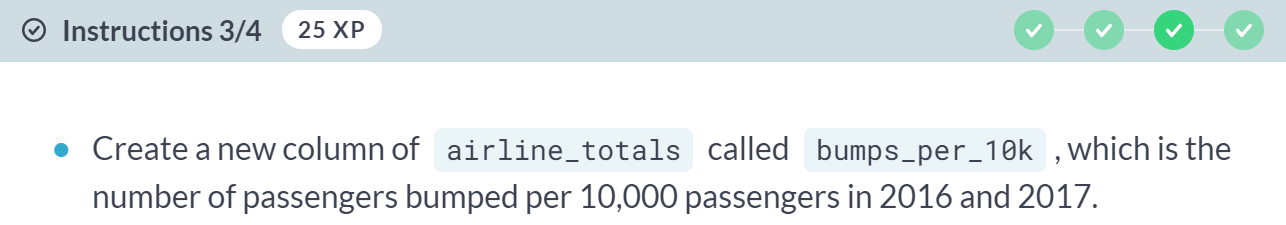 Instructions 3/4 25 XP
Create a new column of airline_totals called bumps_per_10k , which is the
number of passengers bumped per 10,000 passengers in 2016 and 2017.